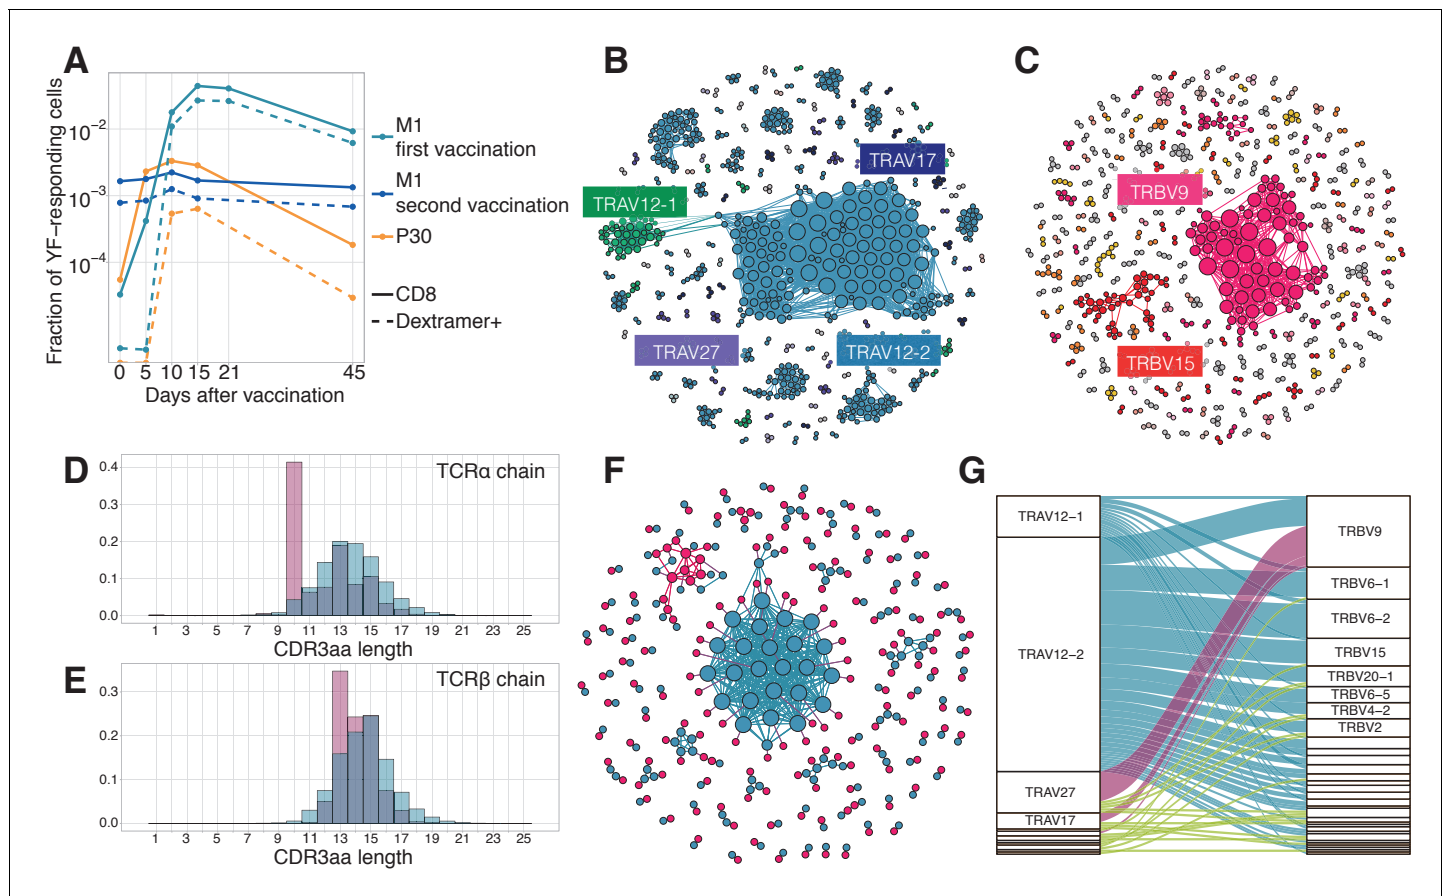 A
Fraction of YF−responding cells
10−2
10−3
10−4
0 5 10 15 21 45
Days after vaccination
M1
first vaccination
M1
second vaccination
P30
CD8
Dextramer+
B
TRAV17
TRAV12-1
TRAV27
TRAV12-2
C
TRBV9
TRBV15
D
TCRα chain
0.4
0.3
0.2
0.1
0.0
1 3 5 7 9 11 13 15 17 19 21 23 25
CDR3aa length
E
TCRβ chain
0.3
0.2
0.1
0.0
1 3 5 7 9 11 13 15 17 19 21 23 25
CDR3aa length
F
G
TRAV12−1
TRAV12−2
TRAV27
TRAV17
TRBV9
TRBV6−1
TRBV6−2
TRBV15
TRBV20−1
TRBV6−5
TRBV4−2
TRBV2